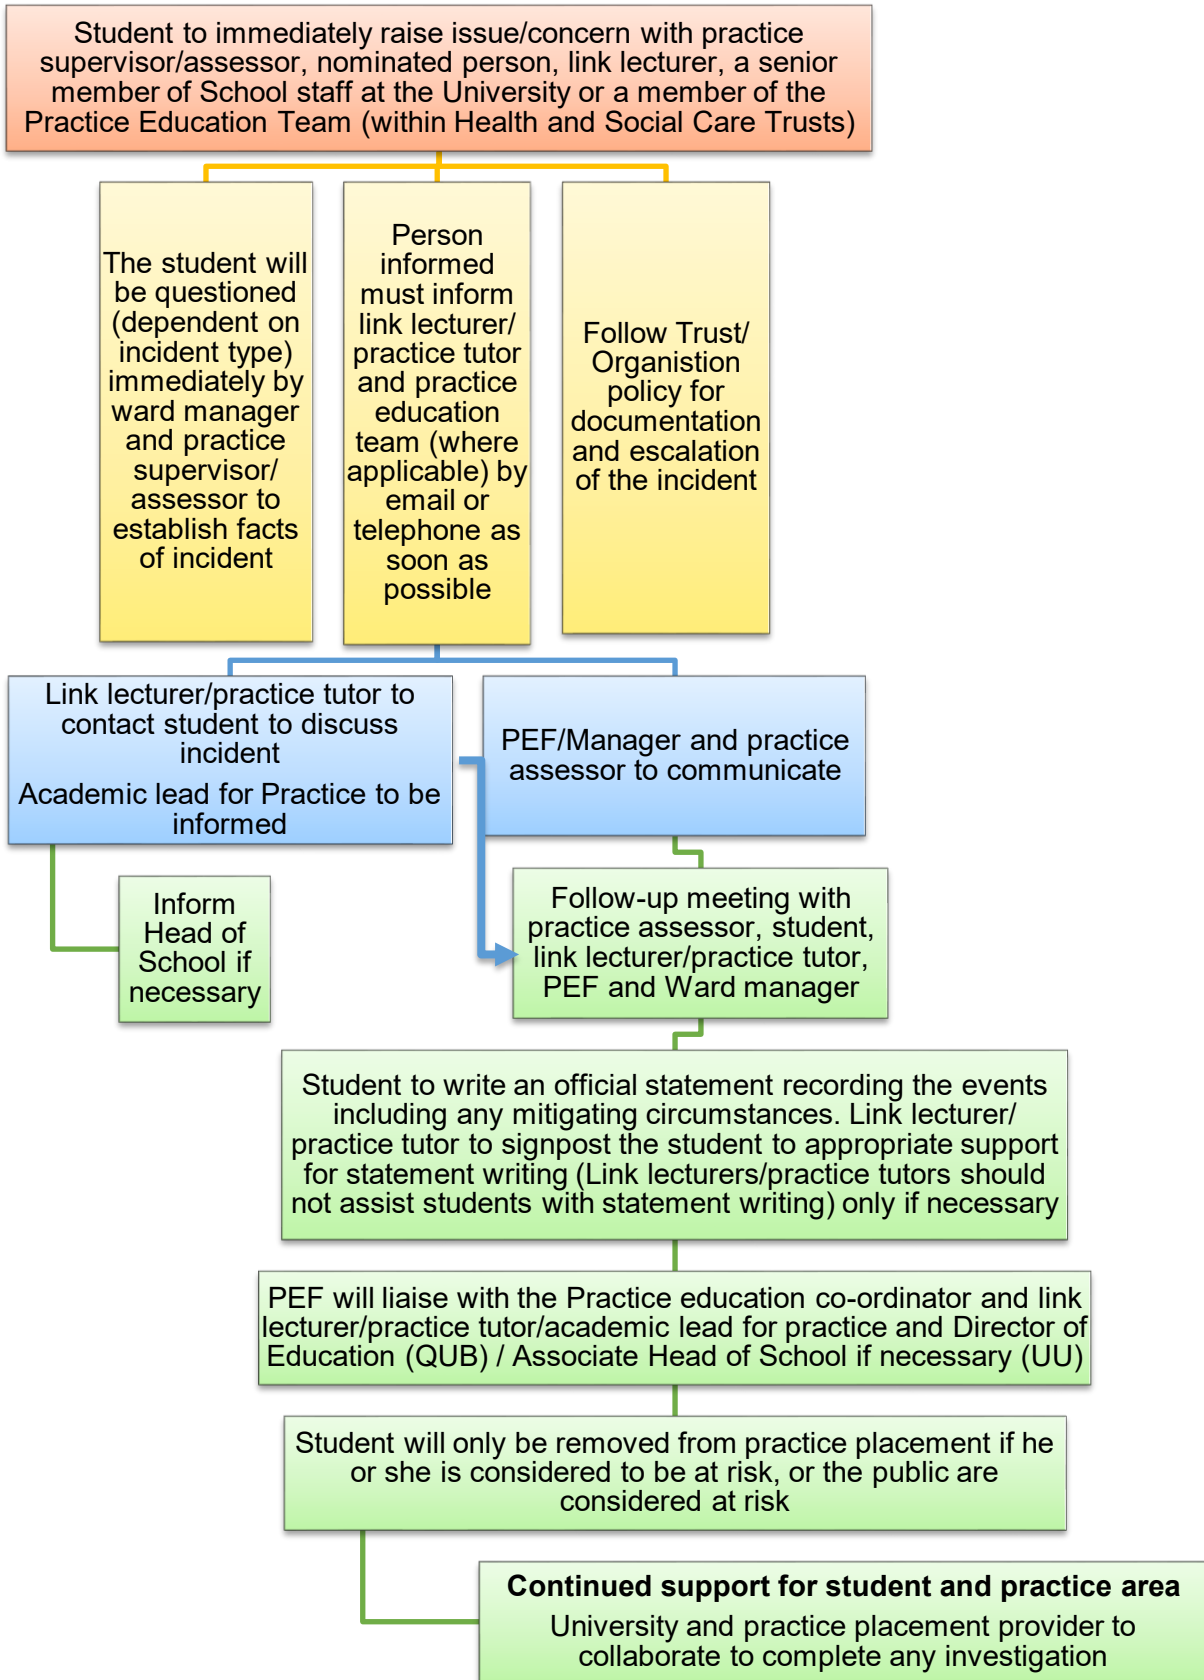 Student to immediately raise issue/concern with practice
supervisor/assessor, nominated person, link lecturer, a senior
member of School staff at the University or a member of the
Practice Education Team (within Health and Social Care Trusts)
The student will
be questioned
(dependent on
incident type)
immediately by
ward manager
and practice
supervisor/
assessor to
establish facts
of incident
Person
informed
must inform
link lecturer/
practice tutor
and practice
education
team (where
applicable) by
email or
telephone as
soon as
possible
Follow Trust/
Organistion
policy for
documentation
and escalation
of the incident
Link lecturer/practice tutor to
contact student to discuss
incident
Academic lead for Practice to be
informed
PEF/Manager and practice
assessor to communicate
Inform
Head of
School if
necessary
Follow-up meeting with
practice assessor, student,
link lecturer/practice tutor,
PEF and Ward manager
Student to write an official statement recording the events
including any mitigating circumstances. Link lecturer/
practice tutor to signpost the student to appropriate support
for statement writing (Link lecturers/practice tutors should
not assist students with statement writing) only if necessary
PEF will liaise with the Practice education co-ordinator and link
lecturer/practice tutor/academic lead for practice and Director of
Education (QUB) / Associate Head of School if necessary (UU)
Student will only be removed from practice placement if he
or she is considered to be at risk, or the public are
considered at risk
Continued support for student and practice area
University and practice placement provider to
collaborate to complete any investigation